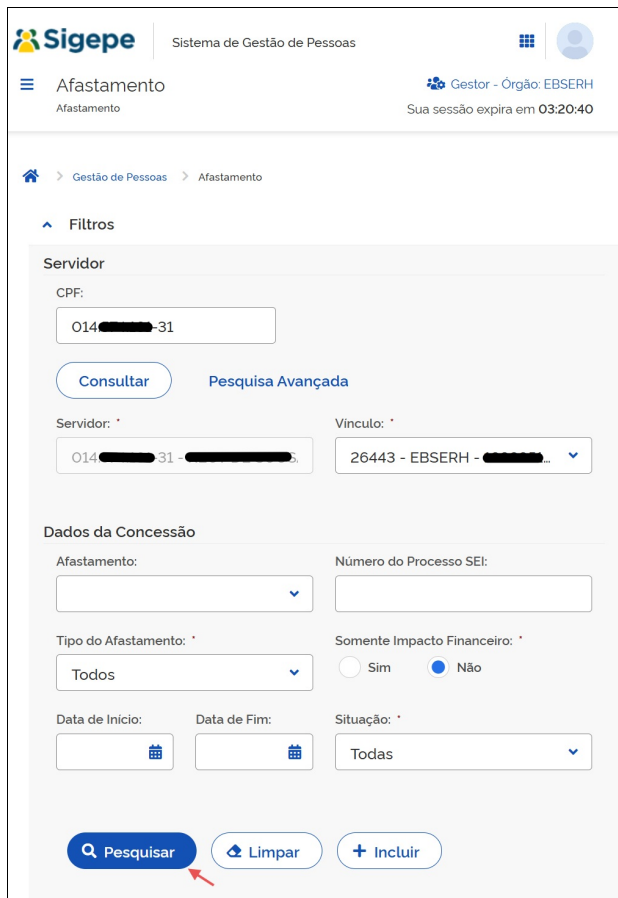 Sigepe Sistema de Gestão de Pessoas
Afastamento Gestor - Órgão: EBSERH
Afastamento Sua sessão expira em 03:20:40
Gestão de Pessoas Afastamento
Filtros
Servidor
CPF:
014 -31
Consultar Pesquisa Avançada
Servidor: * Vínculo: *
014 -31 - S. 26443 - EBSERH - ...
Dados da Concessão
Afastamento: Número do Processo SEI:
Tipo do Afastamento: * Somente Impacto Financeiro: *
Todos Sim Não
Data de Início: Data de Fim: Situação: *
Todas
Pesquisar Limpar + Incluir